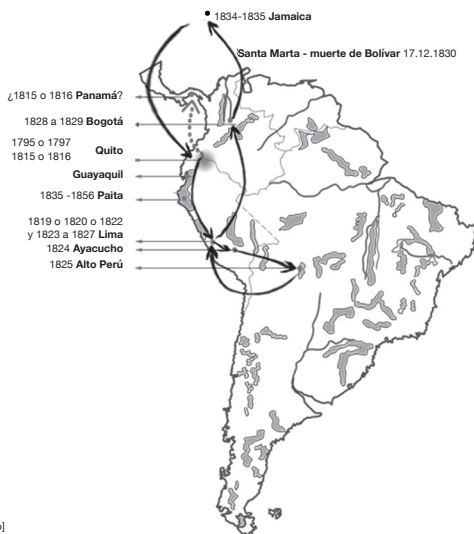 1834-1835 Jamaica
Santa Marta - muerte de Bolívar 17.12.1830
¿1815 o 1816 Panamá?
1828 a 1829 Bogotá
1795 o 1797
1815 o 1816 Quito
Guayaquil
1835 -1856 Paita
1819 o 1820 o 1822
y 1823 a 1827 Lima
1824 Ayacucho
1825 Alto Perú
o]